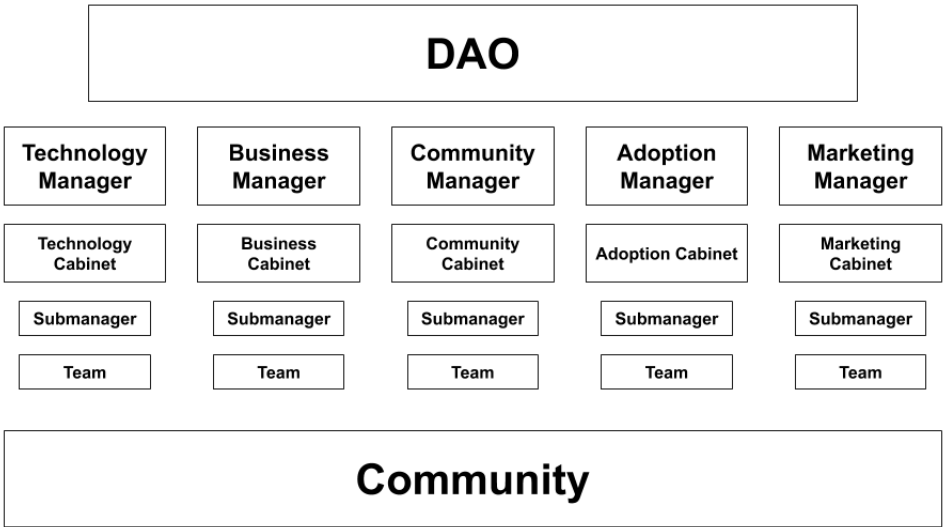 DAO
Technology
Manager
Business
Manager
Community
Manager
Adoption
Manager
Marketing
Manager
Technology
Cabinet
Business
Cabinet
Community
Cabinet
Adoption Cabinet
Marketing
Cabinet
Submanager
Submanager
Submanager
Submanager
Submanager
Team
Team
Team
Team
Team
Community